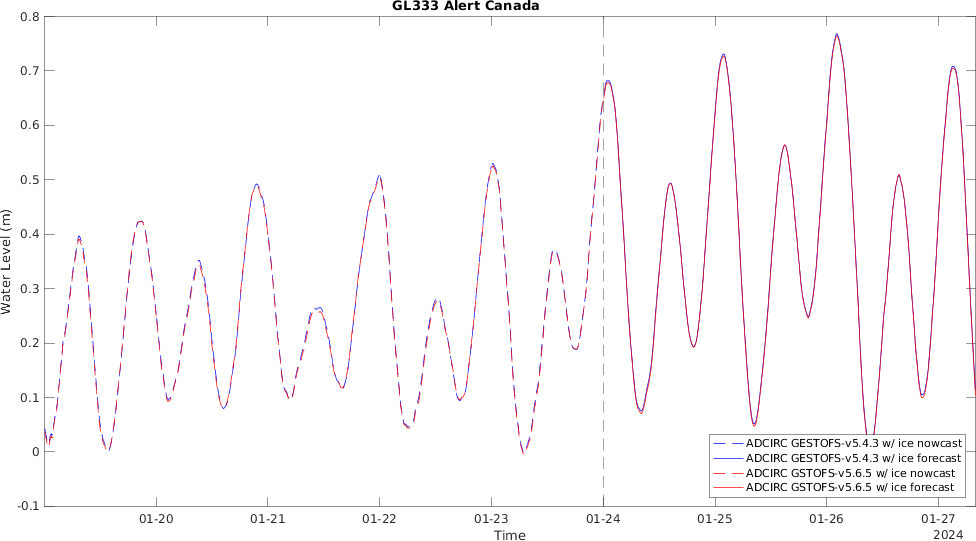 GL333 Alert Canada
0.8
0.7
0.6
0.5
0.4
0.3
0.2
0.1
0
-0.1
Water Level (m)
01-20 01-21 01-22 01-23 01-24 01-25 01-26 01-27
Time
2024
ADCIRC GESTOFS-v5.4.3 w/ ice nowcast
ADCIRC GESTOFS-v5.4.3 w/ ice forecast
ADCIRC GSTOFS-v5.6.5 w/ ice nowcast
ADCIRC GSTOFS-v5.6.5 w/ ice forecast